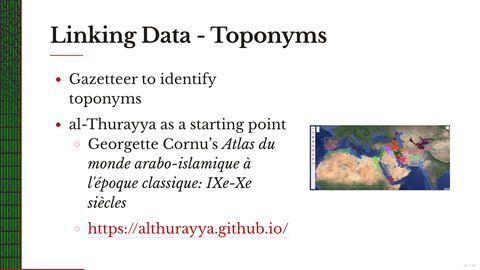 Linking Data - Toponyms
Gazetteer to identify
toponyms
al-Thurayya as a starting point
Georgette Cornu's Atlas du
monde arabo-islamique à
l'époque classique: IXe-Xe
siècles
https://althurayya.github.io/